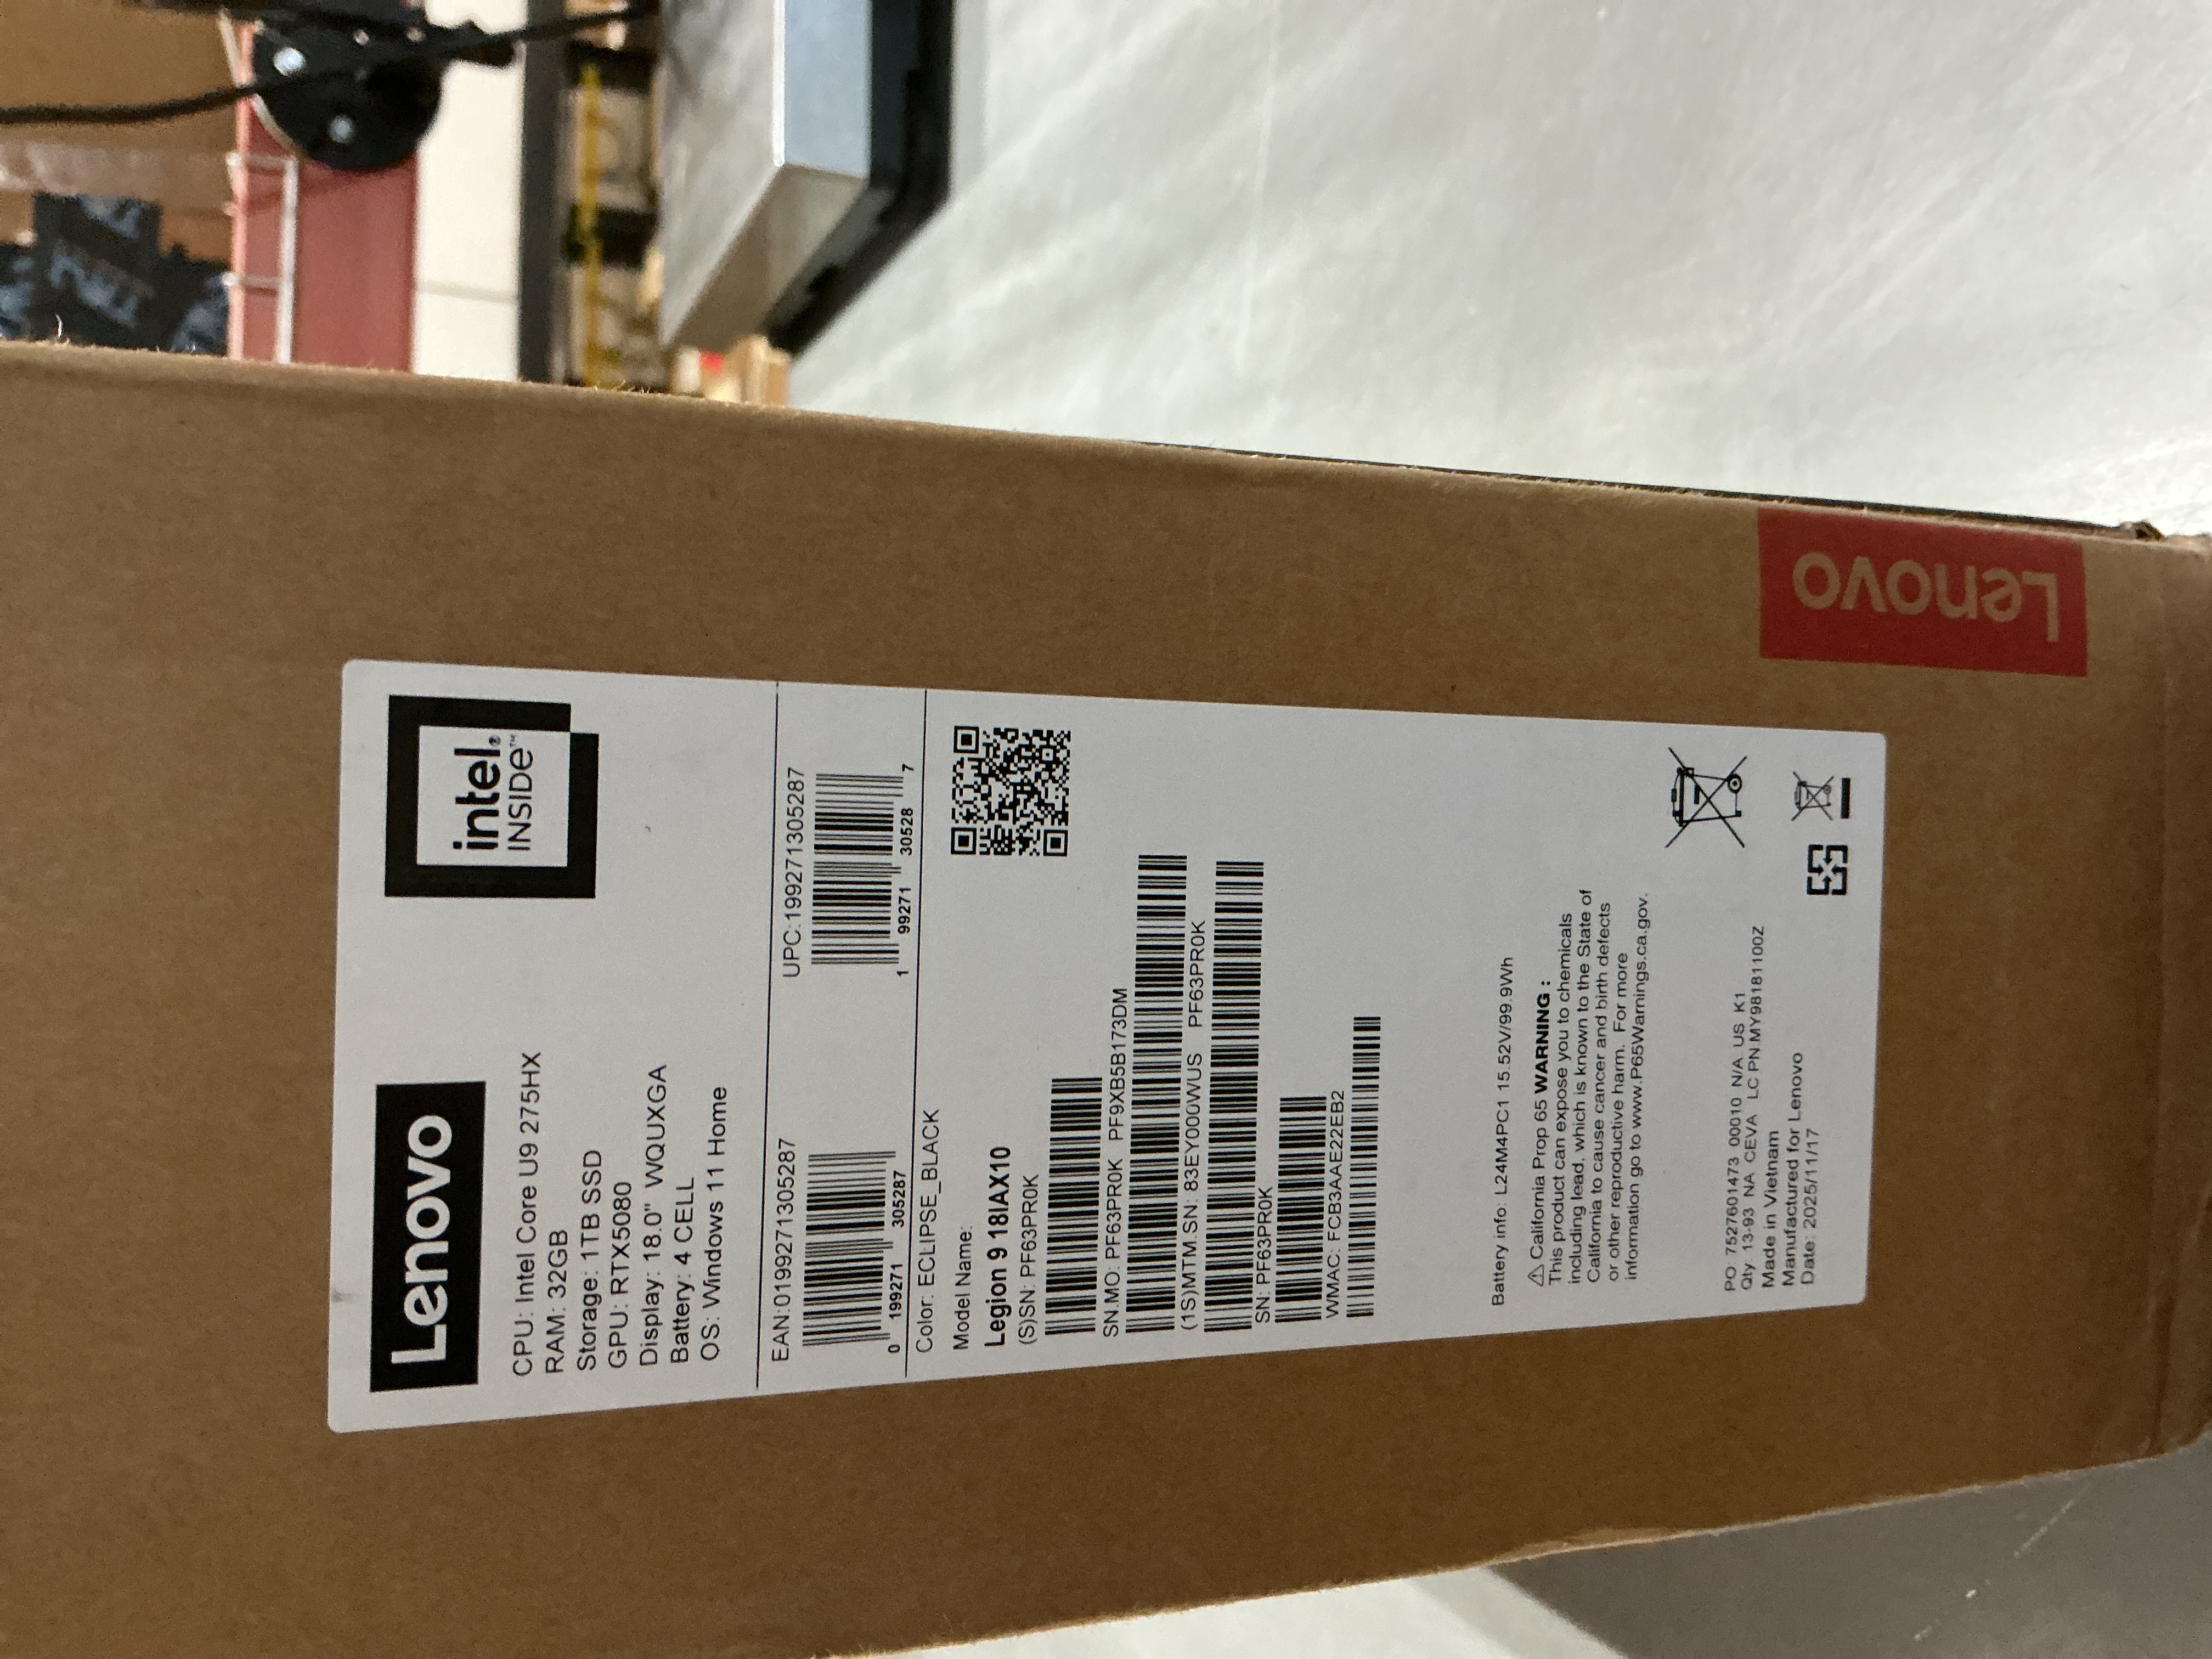 Lenovo
intel®
INSIDE™
CPU: Intel Core U9 275HX
RAM: 32GB
Storage: 1TB SSD
GPU: RTX5080
Display: 18.0" WQUXGA
Battery: 4 CELL
OS: Windows 11 Home
EAN:0199271305287
UPC:199271305287
0 199271 305287
1 99271 30528 7
Color: ECLIPSE_BLACK
Model Name:
Legion 9 18IAX10
(S)SN: PF63PR0K
SN.MO: PF63PR0K PF9XB5B173DM
(1S)MTM.SN: 83EY000WUS PF63PR0K
SN: PF63PR0K
WMAC: FCB3AAE22EB2
Battery info: L24M4PC1 15.52V/99.9Wh
⚠ California Prop 65 WARNING :
This product can expose you to chemicals
including lead, which is known to the State of
California to cause cancer and birth defects
or other reproductive harm. For more
information go to www.P65Warnings.ca.gov.
PO 7527601473 00010 N/A US K1
Qty 13-93 NA CEVA LC PN MY98181100Z
Made in Vietnam
Manufactured for Lenovo
Date: 2025/11/17
Lenovo